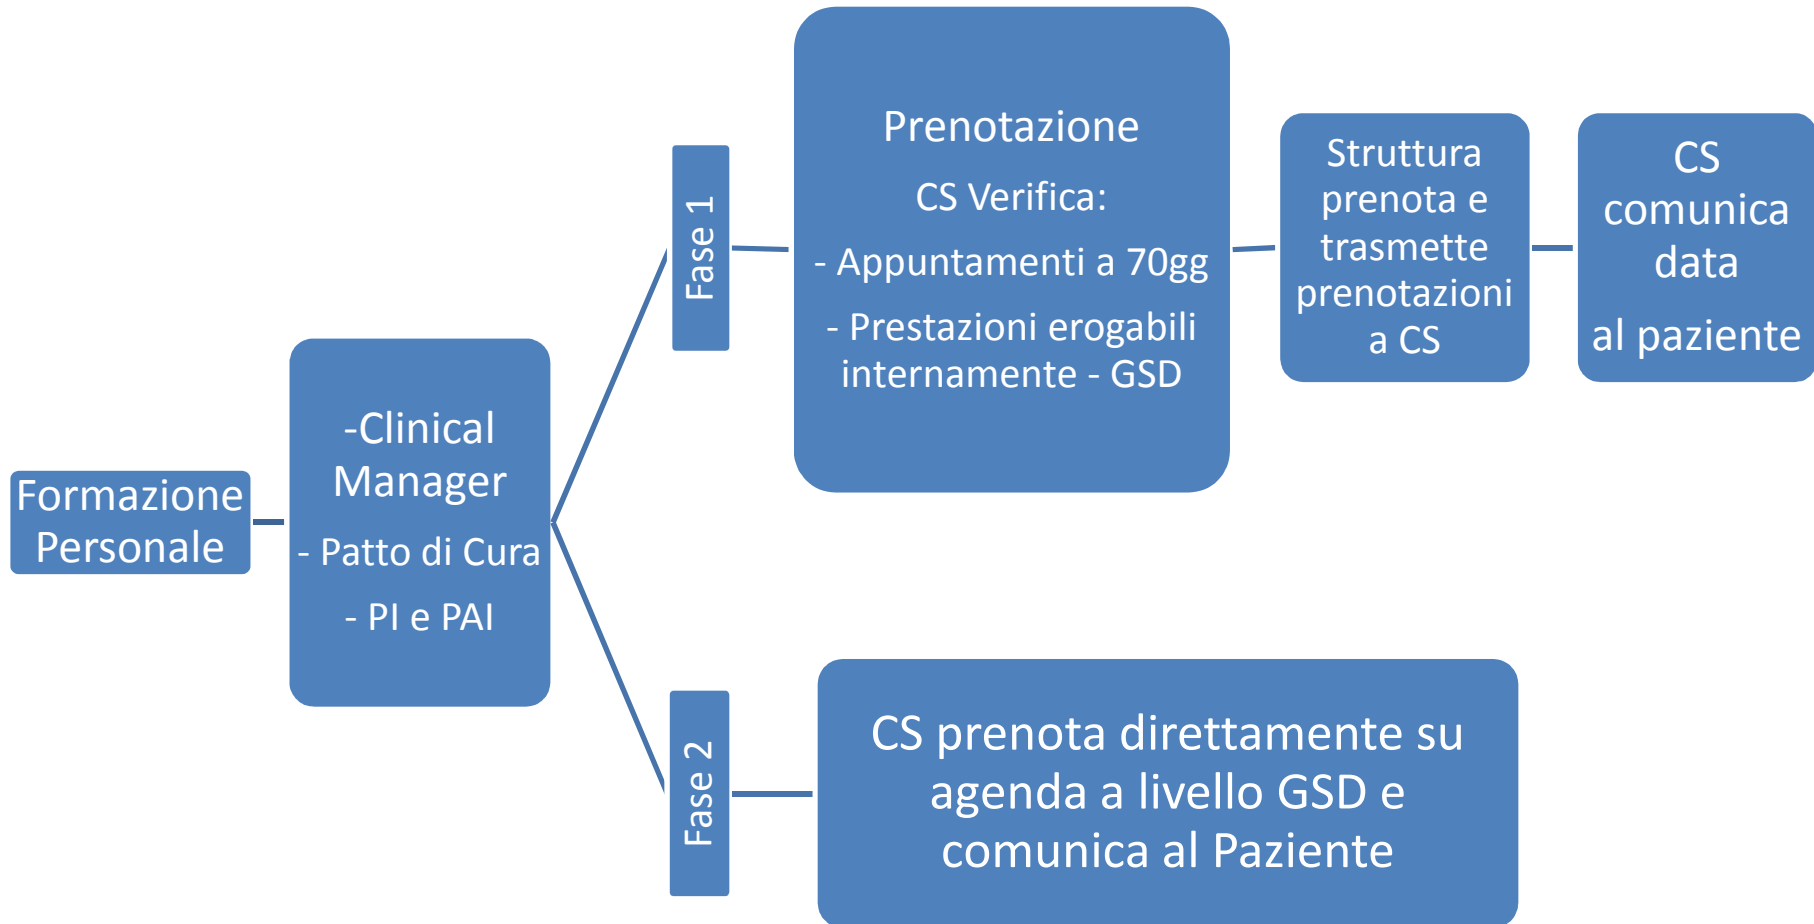 Formazione
Personale
-Clinical
Manager
- Patto di Cura
- PI e PAI
Fase 1
Prenotazione
CS Verifica:
- Appuntamenti a 70gg
- Prestazioni erogabili
internamente - GSD
Struttura
prenota e
trasmette
prenotazioni
a CS
CS
comunica
data
al paziente
Fase 2
CS prenota direttamente su
agenda a livello GSD e
comunica al Paziente